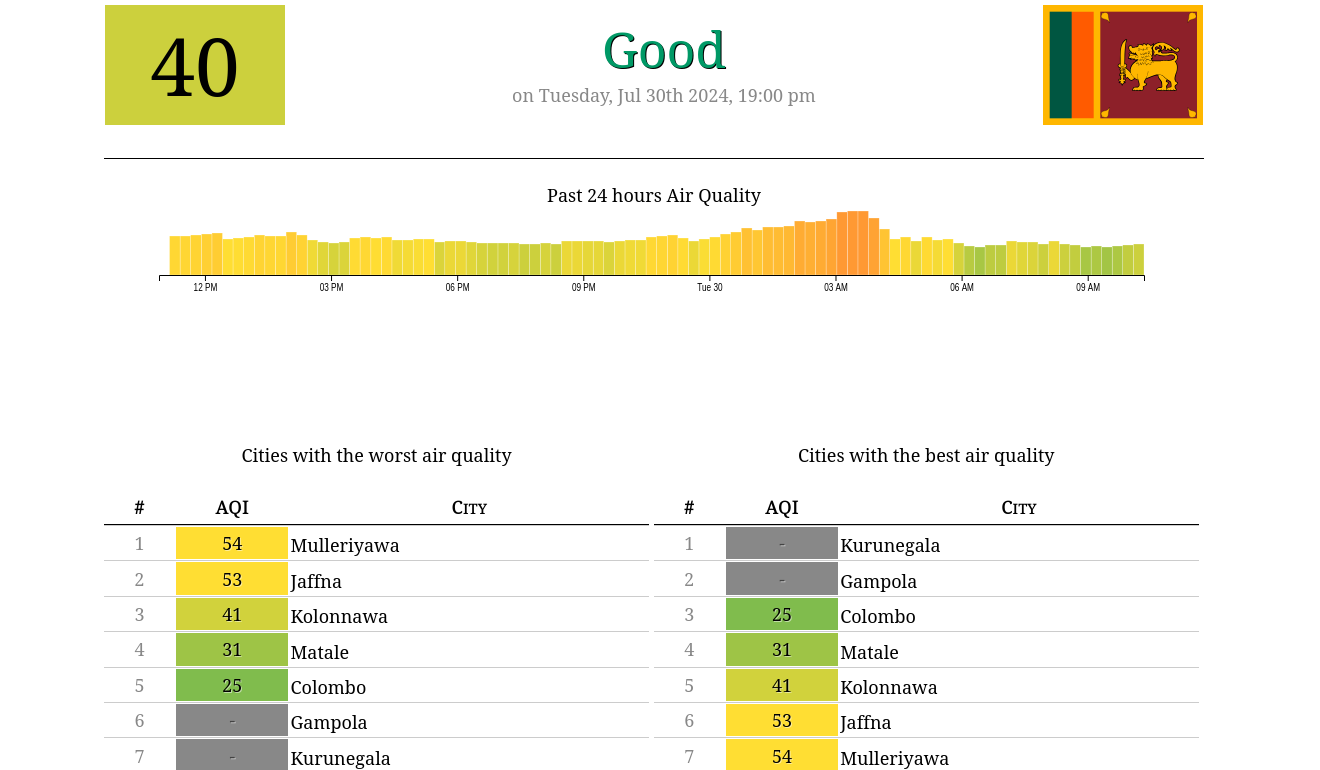 40
Good
on Tuesday, Jul 30th 2024, 19:00 pm
Past 24 hours Air Quality
12 PM 03 PM 06 PM 09 PM Tue 30 03 AM 06 AM 09 AM
Cities with the worst air quality
# AQI City
1 54 Mulleriyawa
2 53 Jaffna
3 41 Kolonnawa
4 31 Matale
5 25 Colombo
6 - Gampola
7 - Kurunegala
Cities with the best air quality
# AQI City
1 - Kurunegala
2 - Gampola
3 25 Colombo
4 31 Matale
5 41 Kolonnawa
6 53 Jaffna
7 54 Mulleriyawa